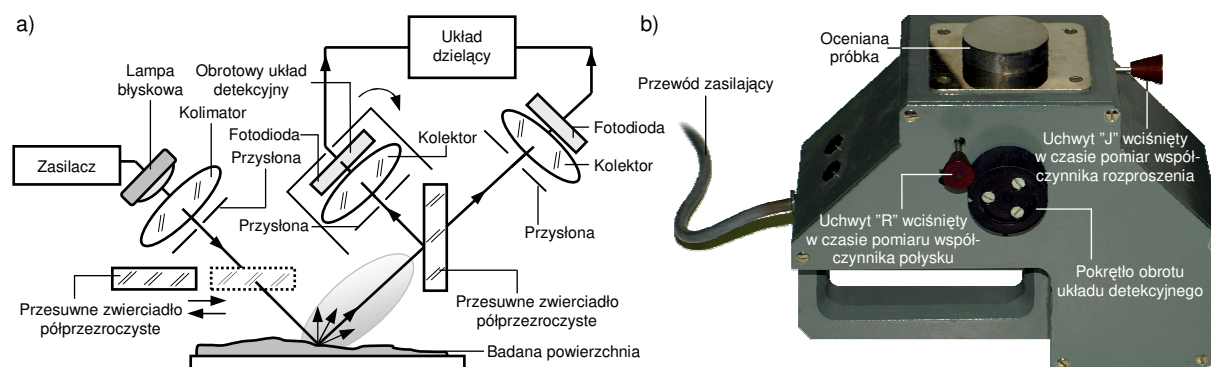 a)
Układ
dzielący
Lampa
błyskowa
Obrotowy układ
detekcyjny
Kolimator
Fotodioda
Przysłona
Kolektor
Fotodioda
Kolektor
Zasilacz
Przysłona
Przysłona
Przesuwne zwierciadło
półprzezroczyste
Przesuwne zwierciadło
półprzezroczyste
Badana powierzchnia
b)
Oceniana
próbka
Przewód zasilający
Uchwyt "J" wciśnięty
w czasie pomiar współ-
czynnika rozproszenia
Uchwyt "R" wciśnięty
w czasie pomiaru współ-
czynnika połysku
Pokrętło obrotu
układu detekcyjnego